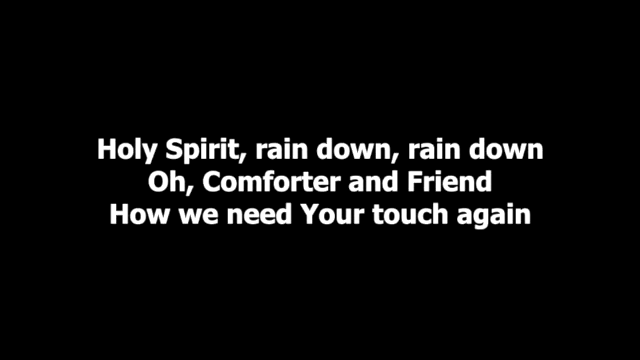 Holy Spirit, rain down, rain down
Oh, Comforter and Friend
How we need Your touch again